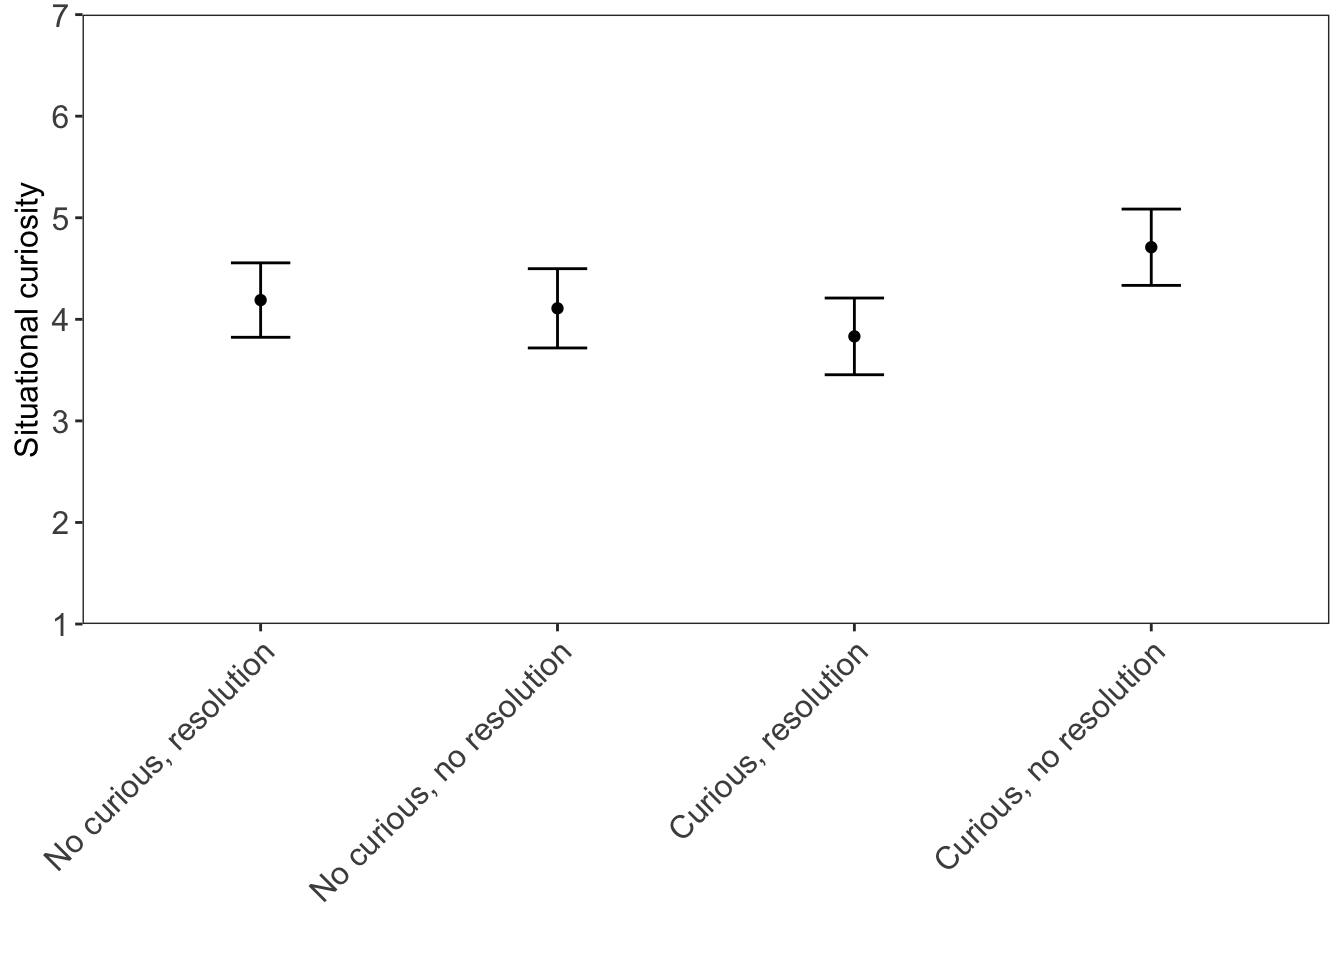 7
6
5
4
3
2
1
Situational curiosity
No curious, resolution
No curious, no resolution
Curious, resolution
Curious, no resolution